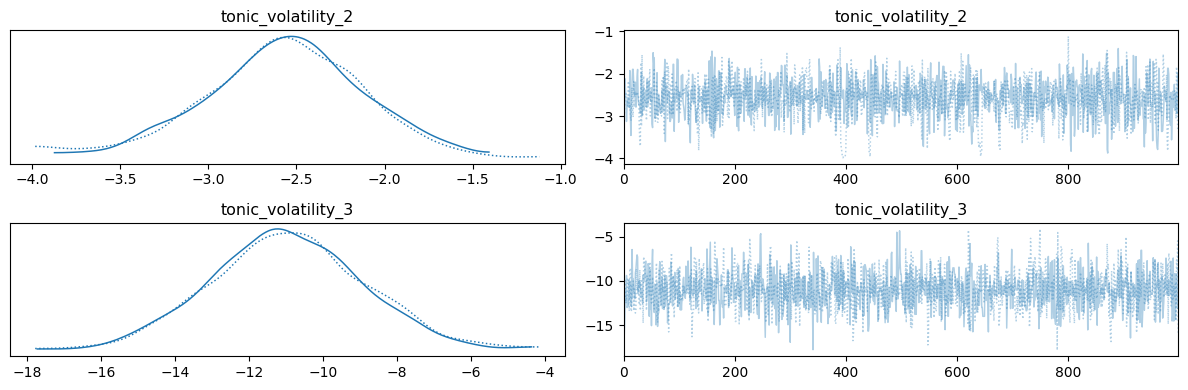 tonic_volatility_2
−4.0 −3.5 −3.0 −2.5 −2.0 −1.5 −1.0
tonic_volatility_2
−1
−2
−3
−4
0 200 400 600 800
tonic_volatility_3
−18 −16 −14 −12 −10 −8 −6 −4
tonic_volatility_3
−5
−10
−15
0 200 400 600 800